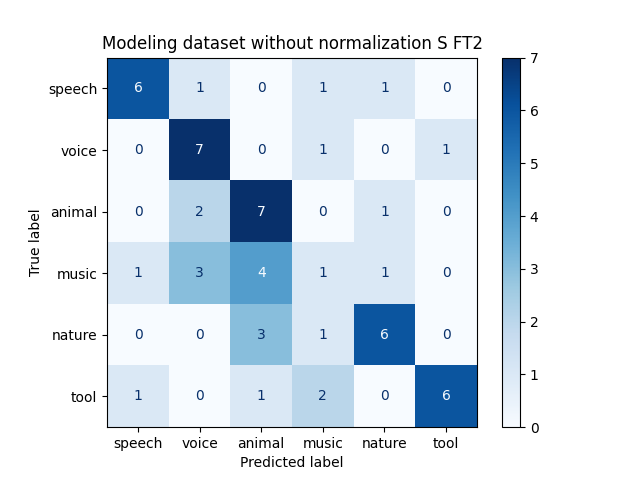 Modeling dataset without normalization S FT2
speech 6 1 0 1 1 0
voice 0 7 0 1 0 1
animal 0 2 7 0 1 0
music 1 3 4 1 1 0
nature 0 0 3 1 6 0
tool 1 0 1 2 0 6
speech voice animal music nature tool
True label
Predicted label
7
6
5
4
3
2
1
0